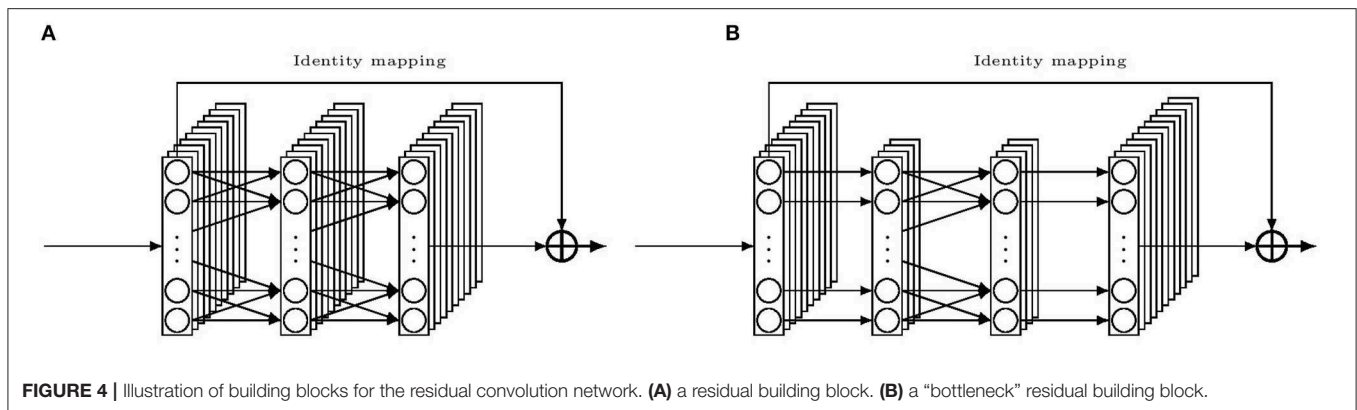 A
B
Identity mapping
Identity mapping
FIGURE 4 | Illustration of building blocks for the residual convolution network. (A) a residual building block. (B) a “bottleneck” residual building block.